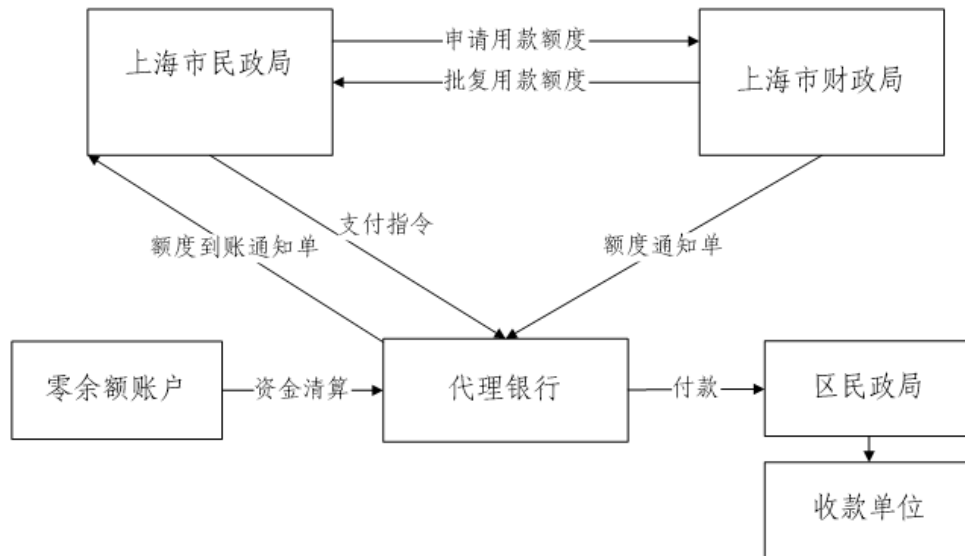 上海市民政局
申请用款额度
批复用款额度
上海市财政局
额度到账通知单
支付指令
额度通知单
零余额账户
资金清算
代理银行
付款
区民政局
收款单位